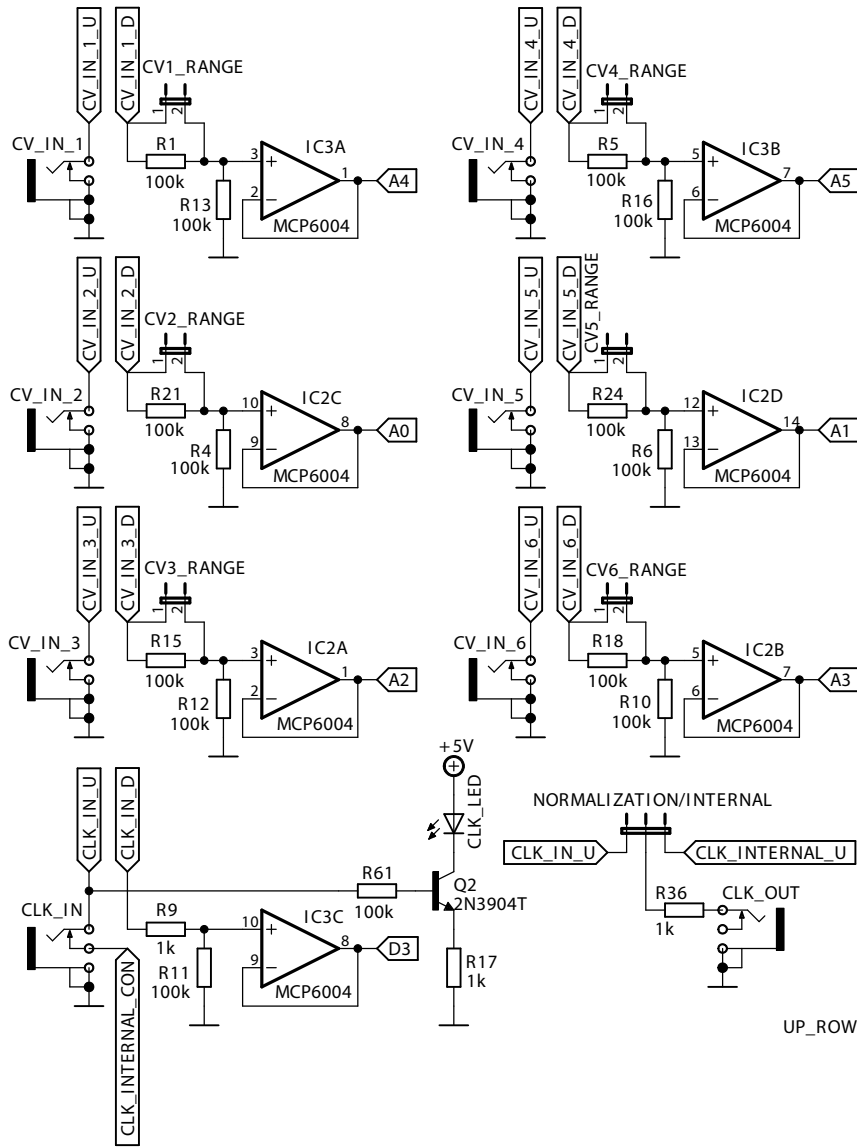 CV_IN_1_U
CV_IN_1_D
CV1_RANGE
1
2
CV_IN_1
R1
100k
R13
100k
3
2
1
IC3A
MCP6004
A4
CV_IN_4_U
CV_IN_4_D
CV4_RANGE
1
2
CV_IN_4
R5
100k
R16
100k
5
6
7
IC3B
MCP6004
A5
CV_IN_2_U
CV_IN_2_D
CV2_RANGE
1
2
CV_IN_2
R21
100k
R4
100k
10
9
8
IC2C
MCP6004
A0
CV_IN_5_U
CV_IN_5_D
CV5_RANGE
1
2
CV_IN_5
R24
100k
R6
100k
12
13
14
IC2D
MCP6004
A1
CV_IN_3_U
CV_IN_3_D
CV3_RANGE
1
2
CV_IN_3
R15
100k
R12
100k
3
2
1
IC2A
MCP6004
A2
CV_IN_6_U
CV_IN_6_D
CV6_RANGE
1
2
CV_IN_6
R18
100k
R10
100k
5
6
7
IC2B
MCP6004
A3
CLK_IN_U
CLK_IN_D
CLK_IN
R9
1k
R11
100k
10
9
8
IC3C
MCP6004
D3
CLK_INTERNAL_CON
+5V
CLK_LED
R61
100k
Q2
2N3904T
R17
1k
NORMALIZATION/INTERNAL
CLK_IN_U
CLK_INTERNAL_U
R36
1k
CLK_OUT
UP_ROW